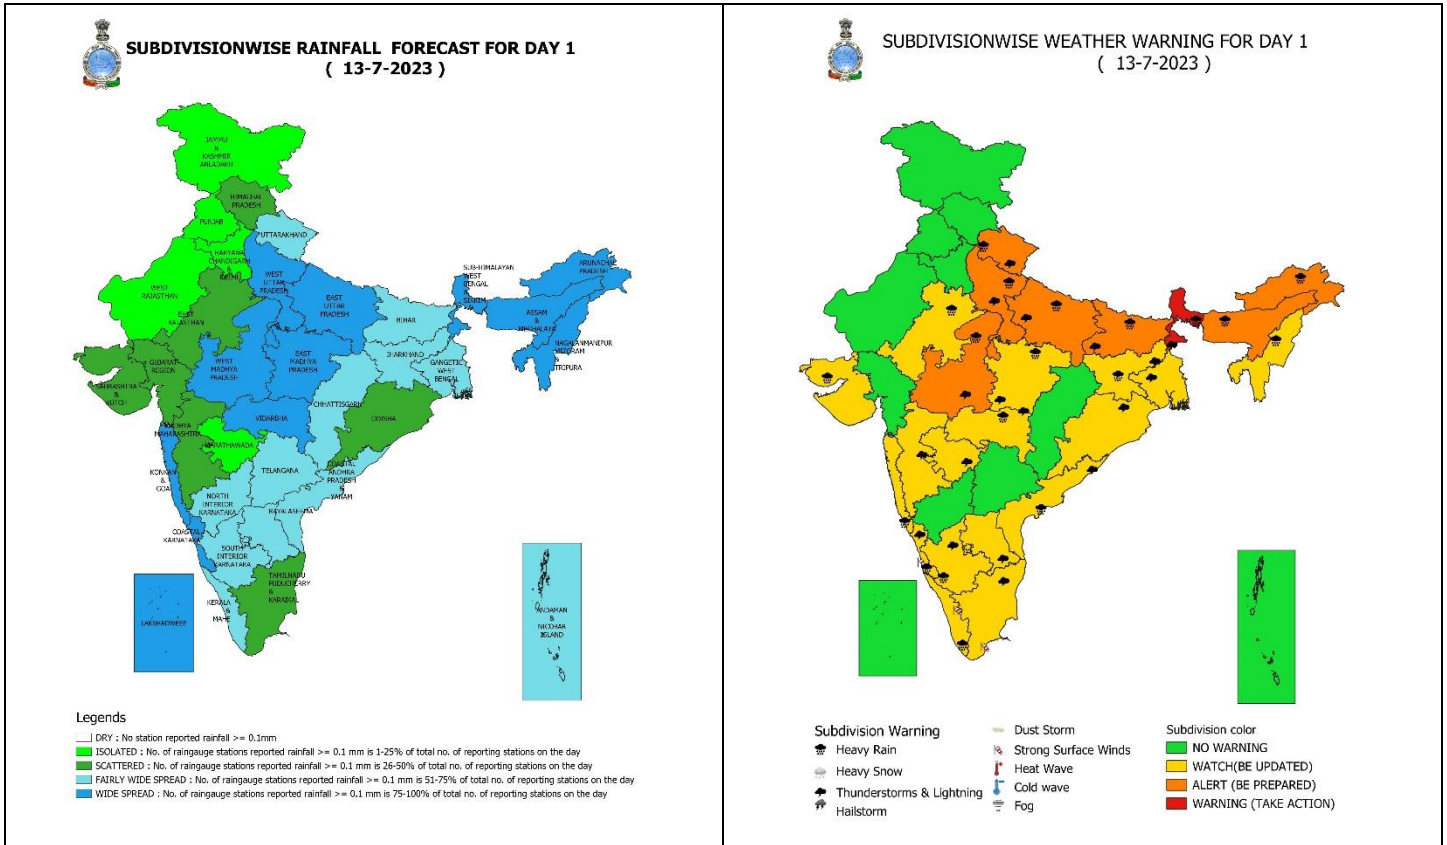 SUBDIVISIONWISE RAINFALL FORECAST FOR DAY 1
( 13-7-2023 )
JAMMU
&
KASHMIR
ANLADAKH
HIMACHAL
PRADESH
PUNJAB
UTTARAKHAND
HARYANA
CHANDIGARH
&
DELHI
WEST
RAJASTHAN
WEST
UTTAR
PRADESH
EAST
UTTAR
PRADESH
EAST
RAJASTHAN
SUB-HIMALAYAN
WEST
BENGAL
&
SIKKIM
ARUNACHAL
PRADESH
ASSAM
&
MEGHALAYA
NAGALANMANIPUR
MIZORAM
&
TRIPURA
BIHAR
JHARKHAND
GANGETIC
WEST
BENGAL
GUJARAT
REGION
SAURASHTRA
&
KUTCH
WEST
MADHYA
PRADESH
EAST
MADHYA
PRADESH
CHHATTISGARH
ODISHA
VIDARBHA
MADHYA
MAHARASHTRA
MARATHAWADA
KONKAN
&
GOA
TELANGANA
COASTAL
ANDHRA
PRADESH
&
YANAM
NORTH
INTERIOR
KARNATAKA
RAYALASEEMA
COASTAL
KARNATAKA
SOUTH
INTERIOR
KARNATAKA
TAMILNADU
PUDUCHERRY
&
KARAIKAL
KERALA
&
MAHE
LAKSHADWEEP
ANDAMAN
&
NICOBAR
ISLAND
Legends
DRY : No station reported rainfall >= 0.1mm
ISOLATED : No. of raingauge stations reported rainfall >= 0.1 mm is 1-25% of total no. of reporting stations on the day
SCATTERED : No. of raingauge stations reported rainfall >= 0.1 mm is 26-50% of total no. of reporting stations on the day
FAIRLY WIDE SPREAD : No. of raingauge stations reported rainfall >= 0.1 mm is 51-75% of total no. of reporting stations on the day
WIDE SPREAD : No. of raingauge stations reported rainfall >= 0.1 mm is 75-100% of total no. of reporting stations on the day
SUBDIVISIONWISE WEATHER WARNING FOR DAY 1
( 13-7-2023 )
Subdivision Warning
Heavy Rain
Heavy Snow
Thunderstorms & Lightning
Hailstorm
Dust Storm
Strong Surface Winds
Heat Wave
Cold wave
Fog
Subdivision color
NO WARNING
WATCH(BE UPDATED)
ALERT (BE PREPARED)
WARNING (TAKE ACTION)